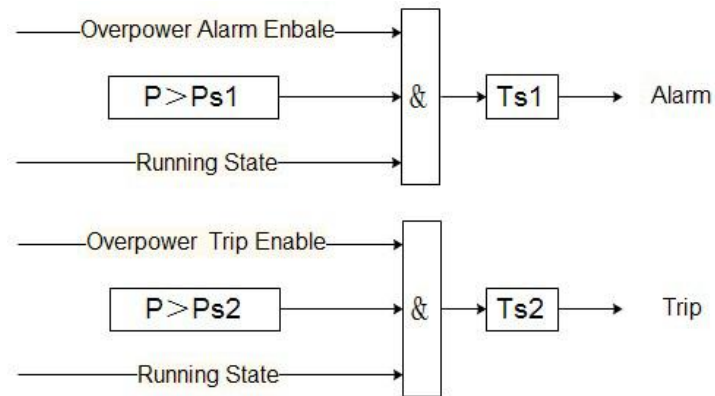 Overpower Alarm Enbale
P＞Ps1
&
Ts1
Alarm
Running State
Overpower Trip Enable
P＞Ps2
&
Ts2
Trip
Running State